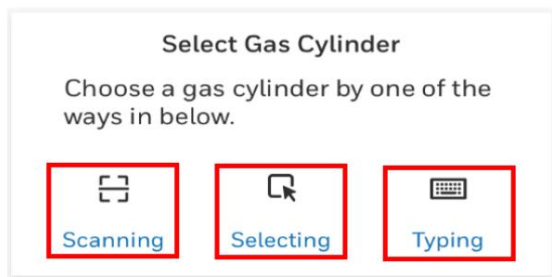 Select Gas Cylinder
Choose a gas cylinder by one of the
ways in below.
Scanning Selecting Typing